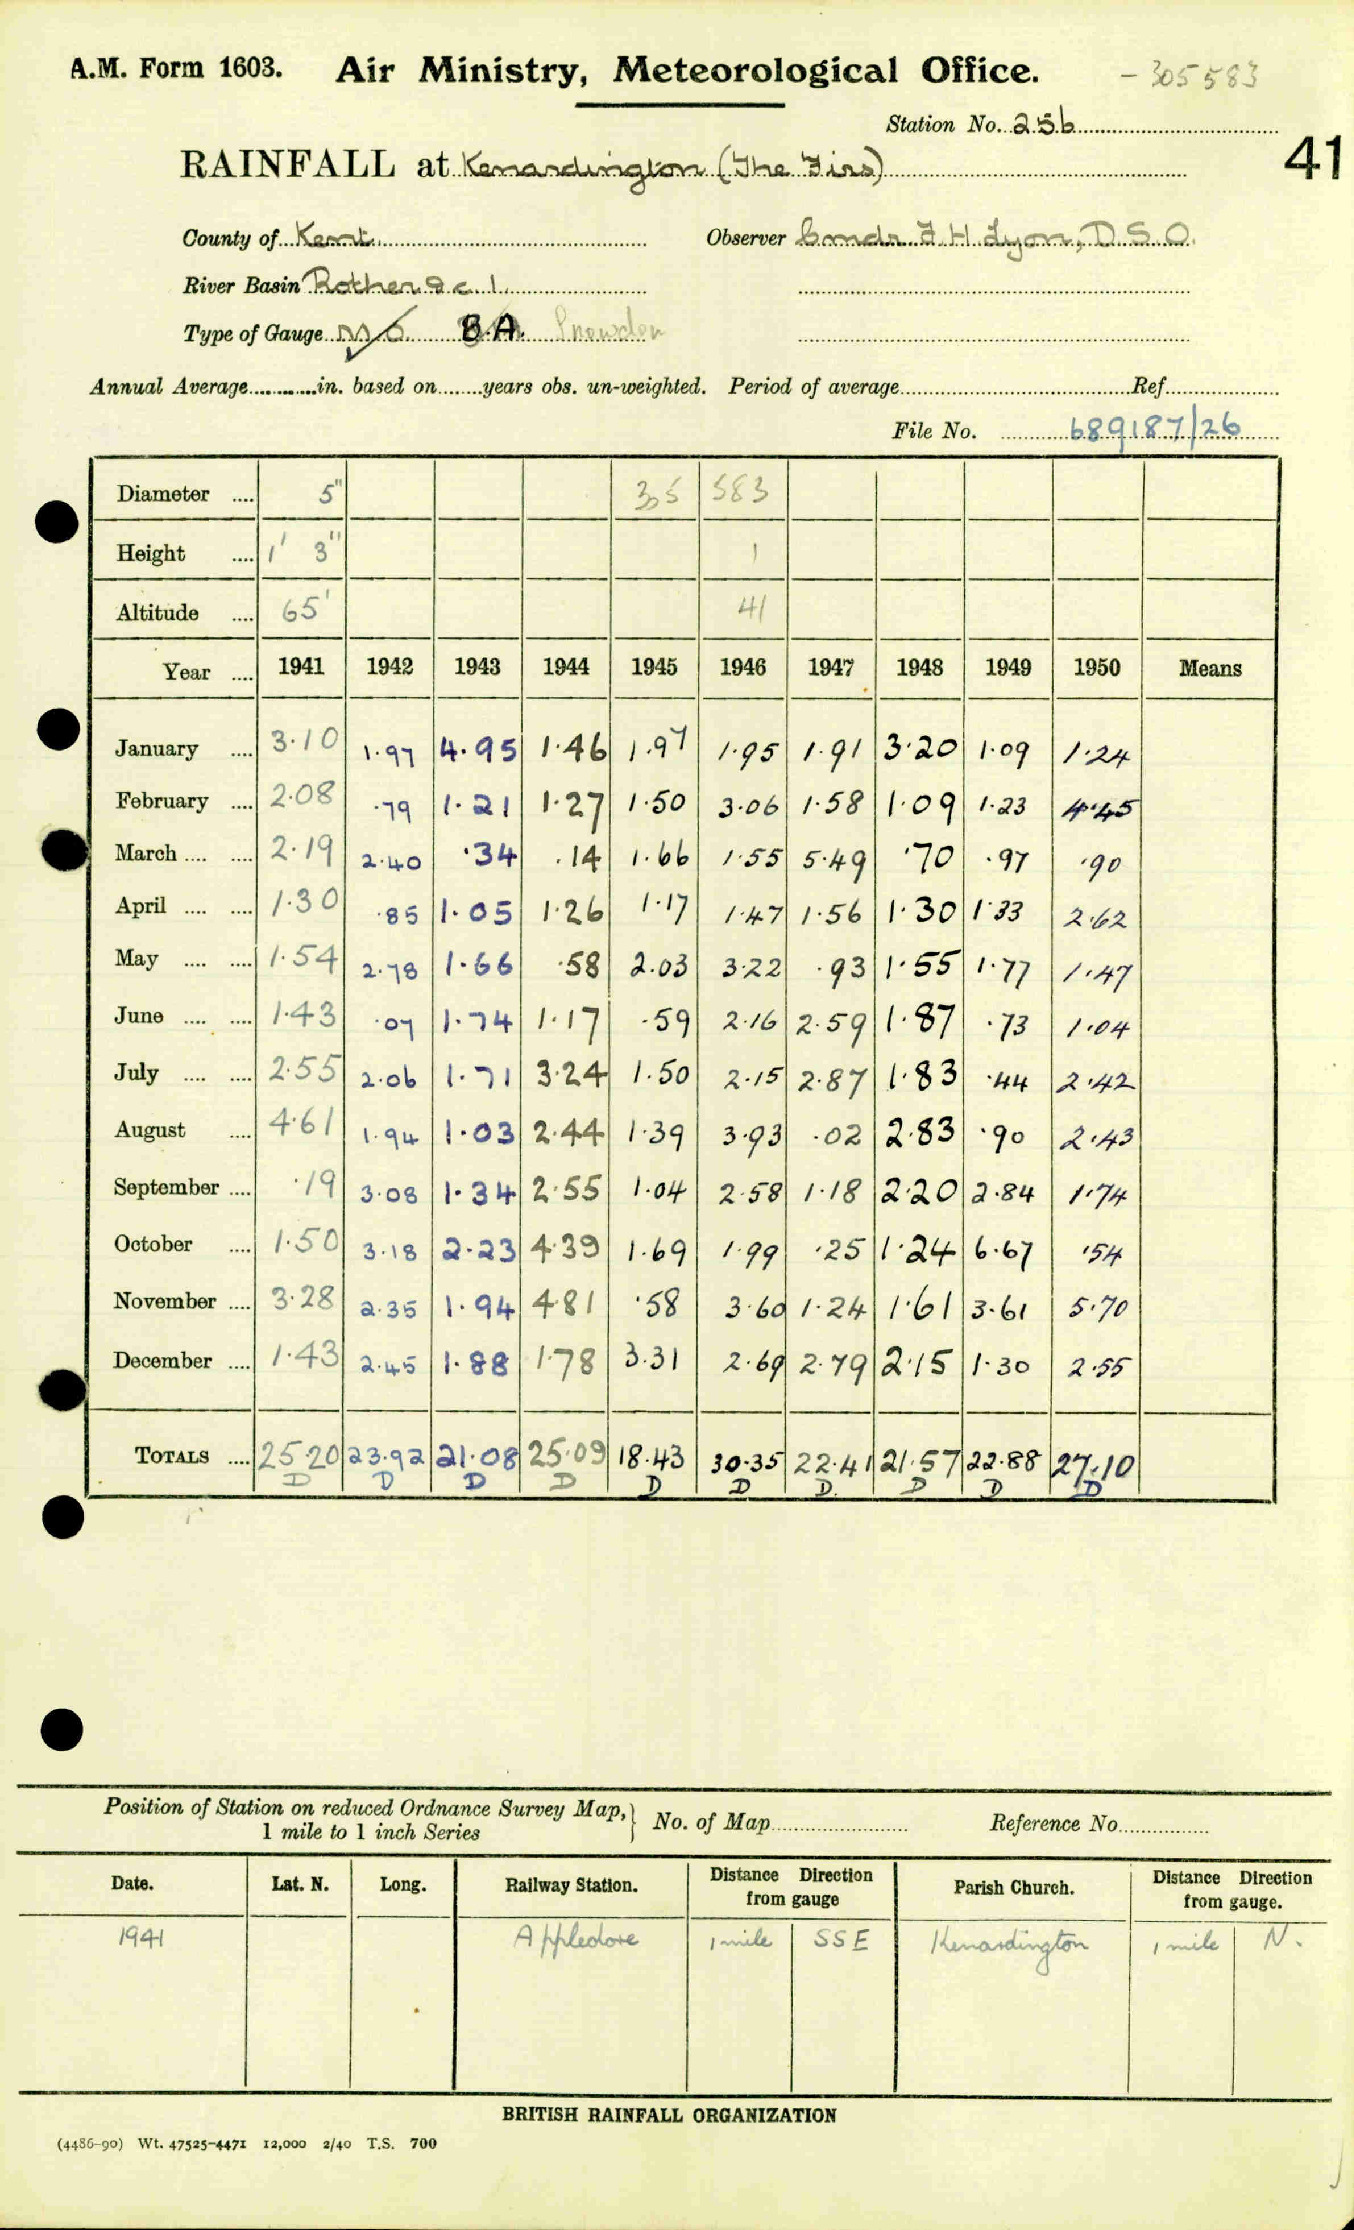 A.M. Form 1603. Air Ministry, Meteorological Office. - 305 583
Station No. 256
41
RAINFALL at Kenardington (The Firs)
County of Kent. Observer Cmdr. F. H. Lyon, D.S.O.
River Basin Rother &c. 1.
Type of Gauge MO 8.A. Snowdon
Annual Average............in. based on........years obs. un-weighted. Period of average............Ref............
File No. 689187/26
Diameter .... 5" 305 583
Height .... 1' 3" 1
Altitude .... 65' 41
Year .... 1941 1942 1943 1944 1945 1946 1947 1948 1949 1950 Means
January .... 3.10 1.97 4.95 1.46 1.97 1.95 1.91 3.20 1.09 1.24
February .... 2.08 .79 1.21 1.27 1.50 3.06 1.58 1.09 1.23 4.45
March .... .... 2.19 2.40 .34 .14 1.66 1.55 5.49 .70 .97 .90
April .... .... 1.30 .85 1.05 1.26 1.17 1.47 1.56 1.30 1.33 2.62
May .... .... 1.54 2.78 1.66 .58 2.03 3.22 .93 1.55 1.77 1.47
June .... .... 1.43 .07 1.74 1.17 .59 2.16 2.59 1.87 .73 1.04
July .... .... 2.55 2.06 1.71 3.24 1.50 2.15 2.87 1.83 .44 2.42
August .... 4.61 1.94 1.03 2.44 1.39 3.93 .02 2.83 .90 2.43
September .... .19 3.08 1.34 2.55 1.04 2.58 1.18 2.20 2.84 1.74
October .... 1.50 3.18 2.23 4.39 1.69 1.99 .25 1.24 6.67 .54
November .... 3.28 2.35 1.94 4.81 .58 3.60 1.24 1.61 3.61 5.70
December .... 1.43 2.45 1.88 1.78 3.31 2.69 2.79 2.15 1.30 2.55
TOTALS .... 25.20 23.92 21.08 25.09 18.43 30.35 22.41 21.57 22.88 27.10
D D D D D D D. D D D
Position of Station on reduced Ordnance Survey Map, } No. of Map............ Reference No............
1 mile to 1 inch Series
Date. Lat. N. Long. Railway Station. Distance Direction from gauge Parish Church. Distance Direction from gauge.
1941 Appledore 1 mile SSE Kenardington 1 mile N.
BRITISH RAINFALL ORGANIZATION
(4486-90) Wt. 47525-4471 12,000 2/40 T.S. 700